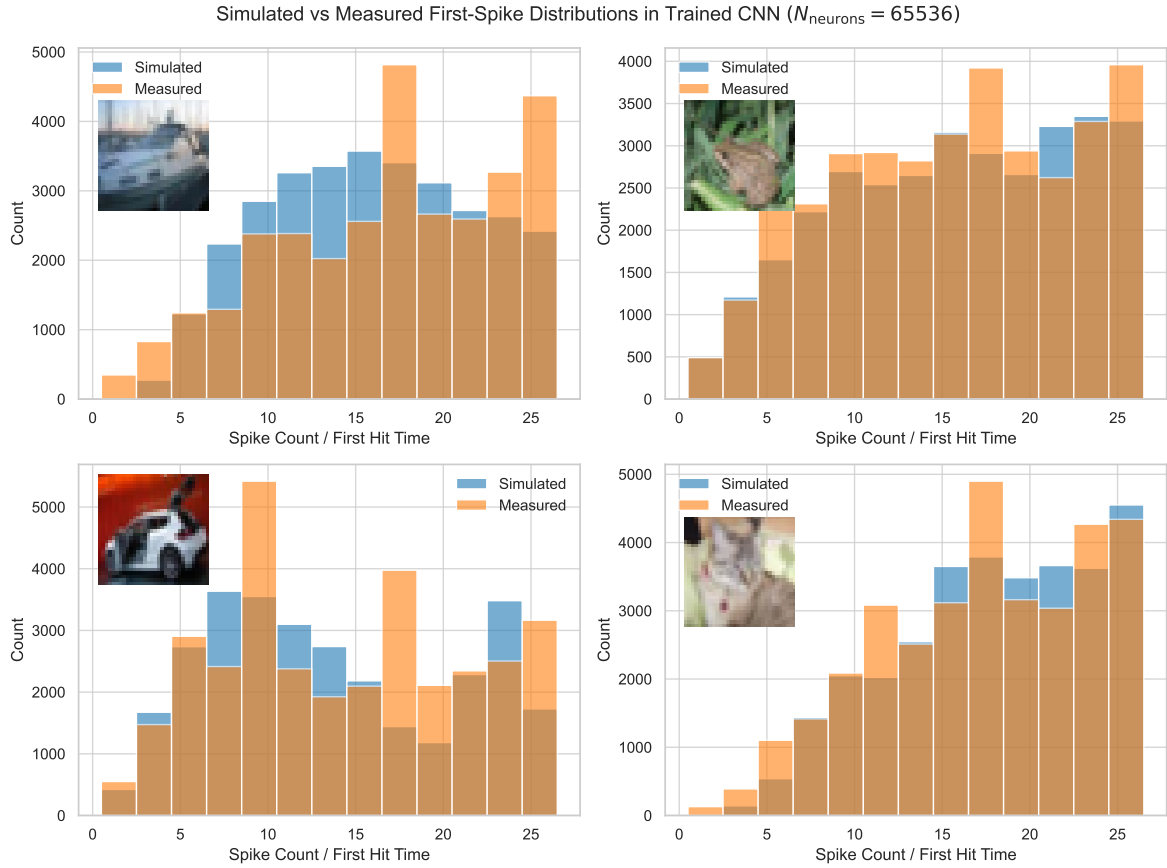 Simulated vs Measured First-Spike Distributions in Trained CNN (N_neurons = 65536)
Simulated
Measured
5000
4000
3000
2000
1000
0
Count
0 5 10 15 20 25
Spike Count / First Hit Time
Simulated
Measured
4000
3500
3000
2500
2000
1500
1000
500
0
Count
0 5 10 15 20 25
Spike Count / First Hit Time
Simulated
Measured
5000
4000
3000
2000
1000
0
Count
0 5 10 15 20 25
Spike Count / First Hit Time
Simulated
Measured
5000
4000
3000
2000
1000
0
Count
0 5 10 15 20 25
Spike Count / First Hit Time